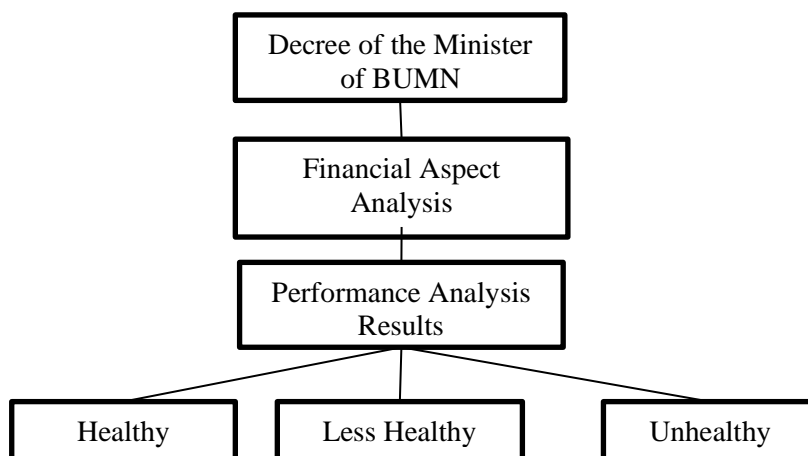 Decree of the Minister
of BUMN
Financial Aspect
Analysis
Performance Analysis
Results
Healthy
Less Healthy
Unhealthy